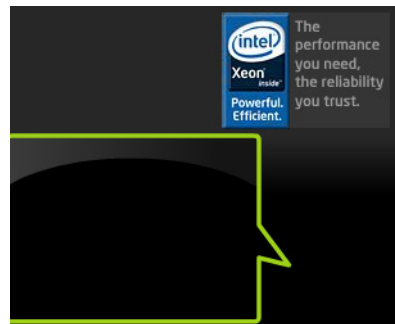 intel
Xeon
inside
Powerful.
Efficient.
The
performance
you need,
the reliability
you trust.